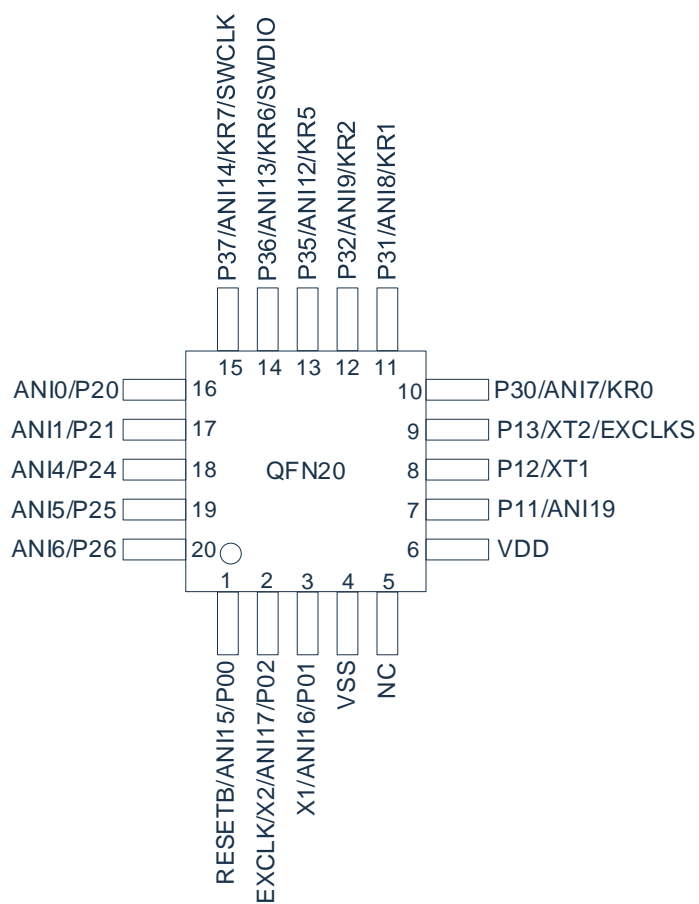 P37/ANI14/KR7/SWCLK
P36/ANI13/KR6/SWDIO
P35/ANI12/KR5
P32/ANI9/KR2
P31/ANI8/KR1
15
14
13
12
11
ANI0/P20
16
10
P30/ANI7/KR0
ANI1/P21
17
9
P13/XT2/EXCLKS
ANI4/P24
18
QFN20
8
P12/XT1
ANI5/P25
19
7
P11/ANI19
ANI6/P26
20
6
VDD
1
2
3
4
5
RESETB/ANI15/P00
EXCLK/X2/ANI17/P02
X1/ANI16/P01
VSS
NC